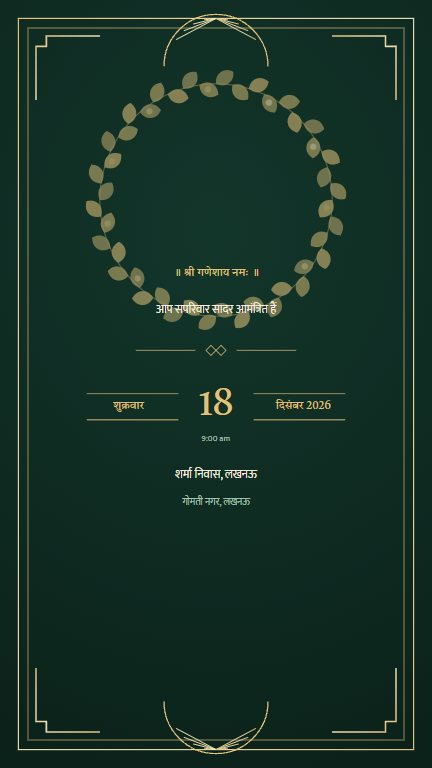 ॥ श्री गणेशाय नमः ॥
आप सपरिवार सादर आमंत्रित हैं
शुक्रवार 18 दिसंबर 2026
9:00 am
शर्मा निवास, लखनऊ
गोमती नगर, लखनऊ